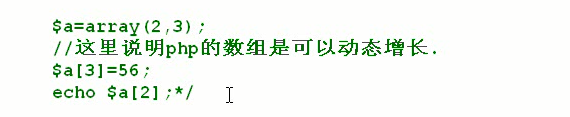 $a=array(2,3);
//这里说明php的数组是可以动态增长.
$a[3]=56;
echo $a[2];*/